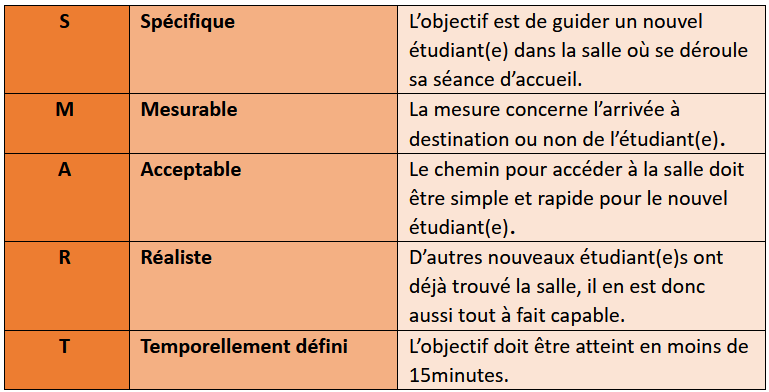 S Spécifique L’objectif est de guider un nouvel
étudiant(e) dans la salle où se déroule
sa séance d’accueil.
M Mesurable La mesure concerne l’arrivée à
destination ou non de l’étudiant(e).
A Acceptable Le chemin pour accéder à la salle doit
être simple et rapide pour le nouvel
étudiant(e).
R Réaliste D’autres nouveaux étudiant(e)s ont
déjà trouvé la salle, il en est donc
aussi tout à fait capable.
T Temporellement défini L’objectif doit être atteint en moins de
15minutes.